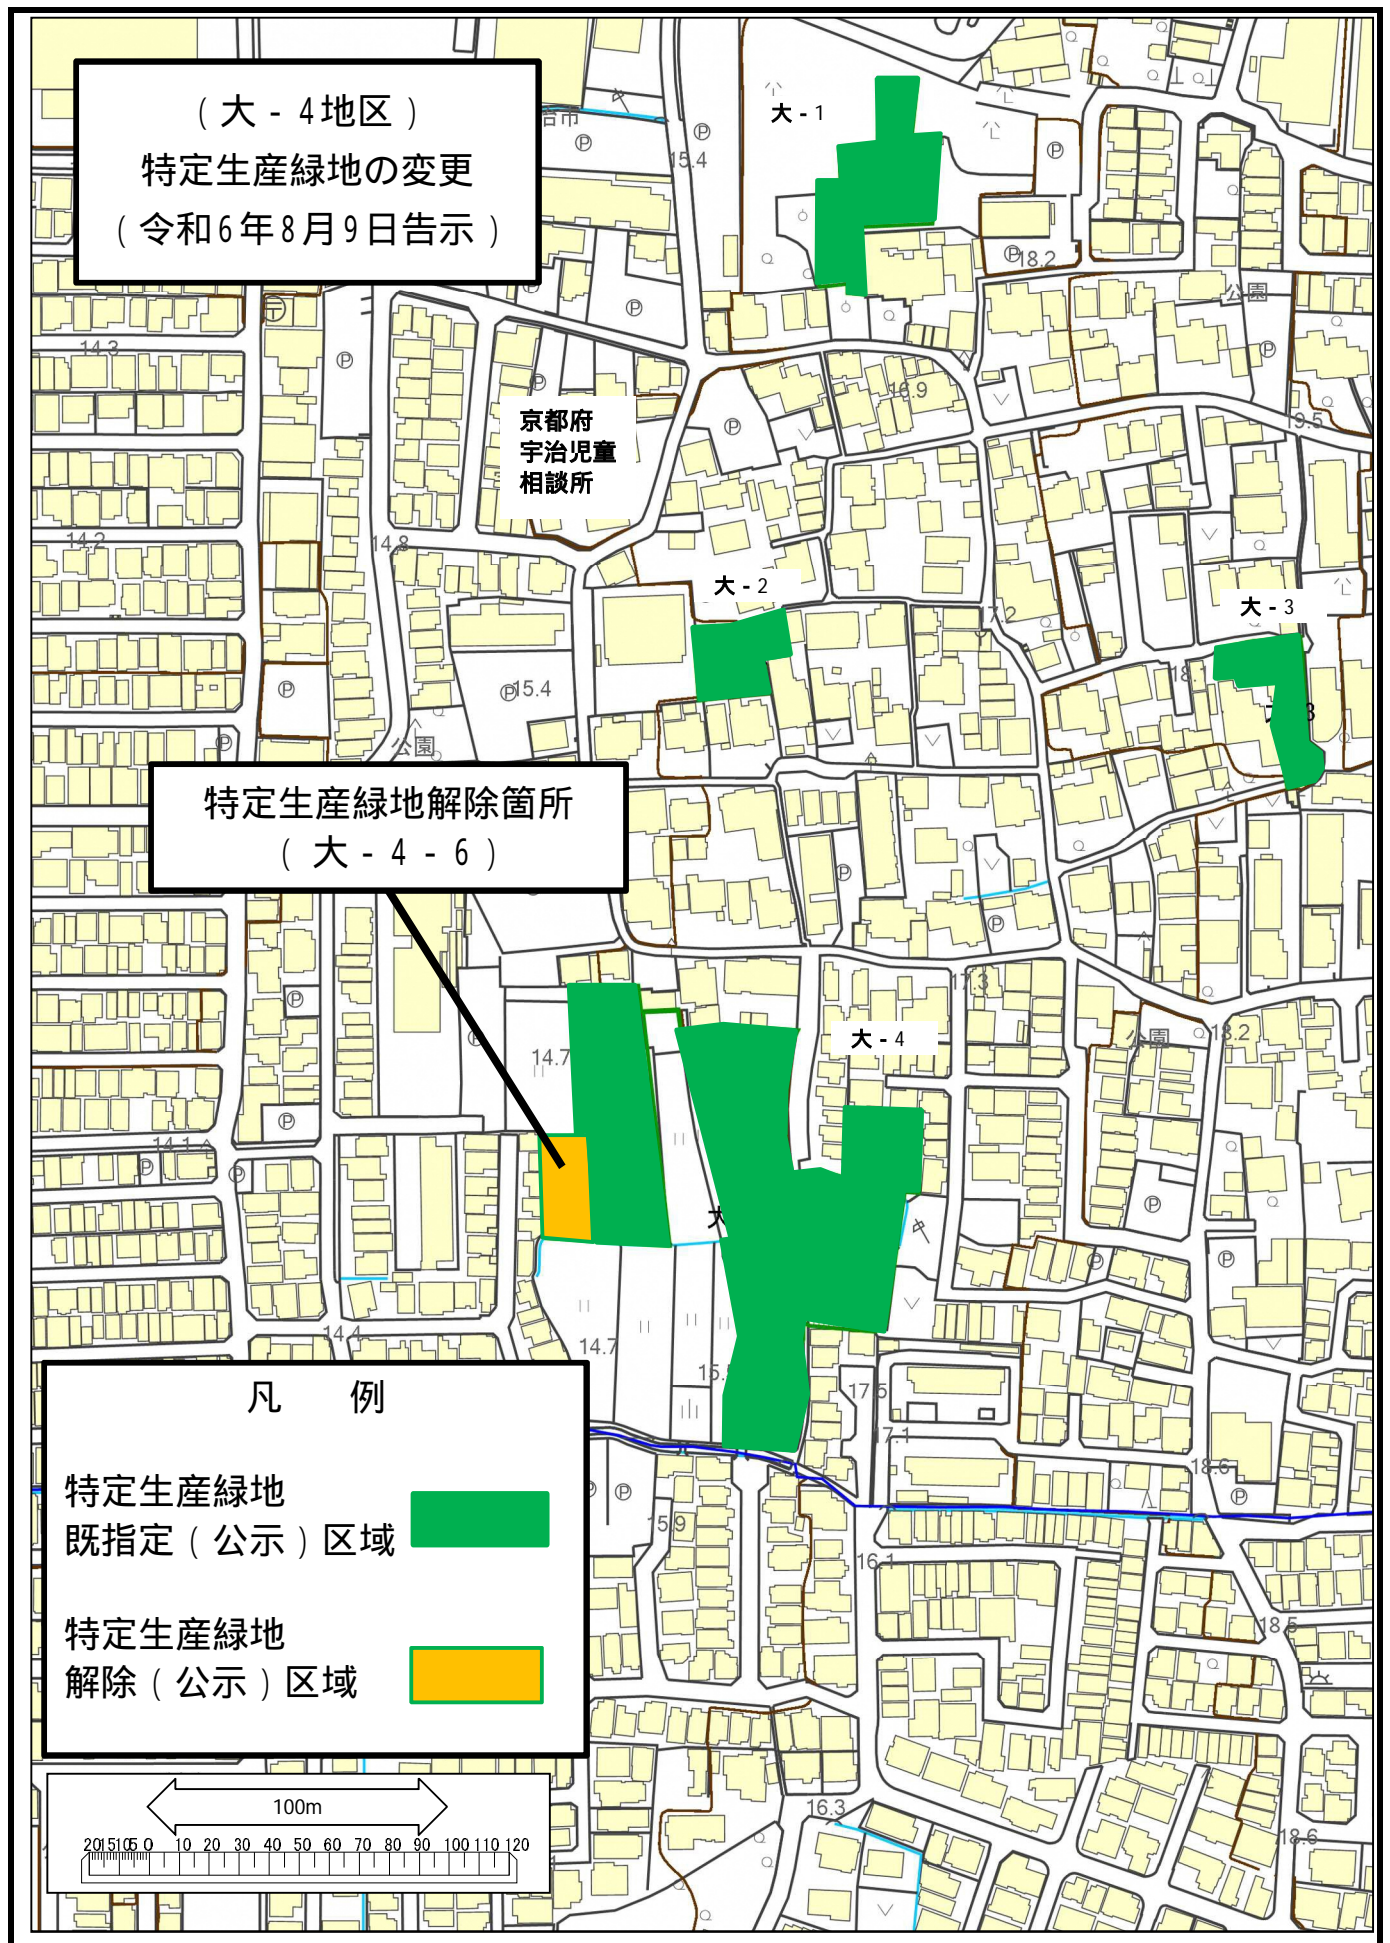 （大 - 4地区）
特定生産緑地の変更
（令和6年8月9日告示）
大 - 1
15.4
18.2
公園
14.3
16.9
19.5
京都府
宇治児童
相談所
14.2
14.8
大 - 2
17.2
大 - 3
18.1
15.4
公園
特定生産緑地解除箇所
（ 大 - 4 - 6 ）
17.3
大 - 4
公園
18.2
14.7
14.1
14.4
14.7
17.5
17.1
18.6
凡　例
特定生産緑地
既指定（公示）区域
特定生産緑地
解除（公示）区域
15.9
16.1
18.5
16.3
18.6
100m
20 15 10 5 0 10 20 30 40 50 60 70 80 90 100 110 120